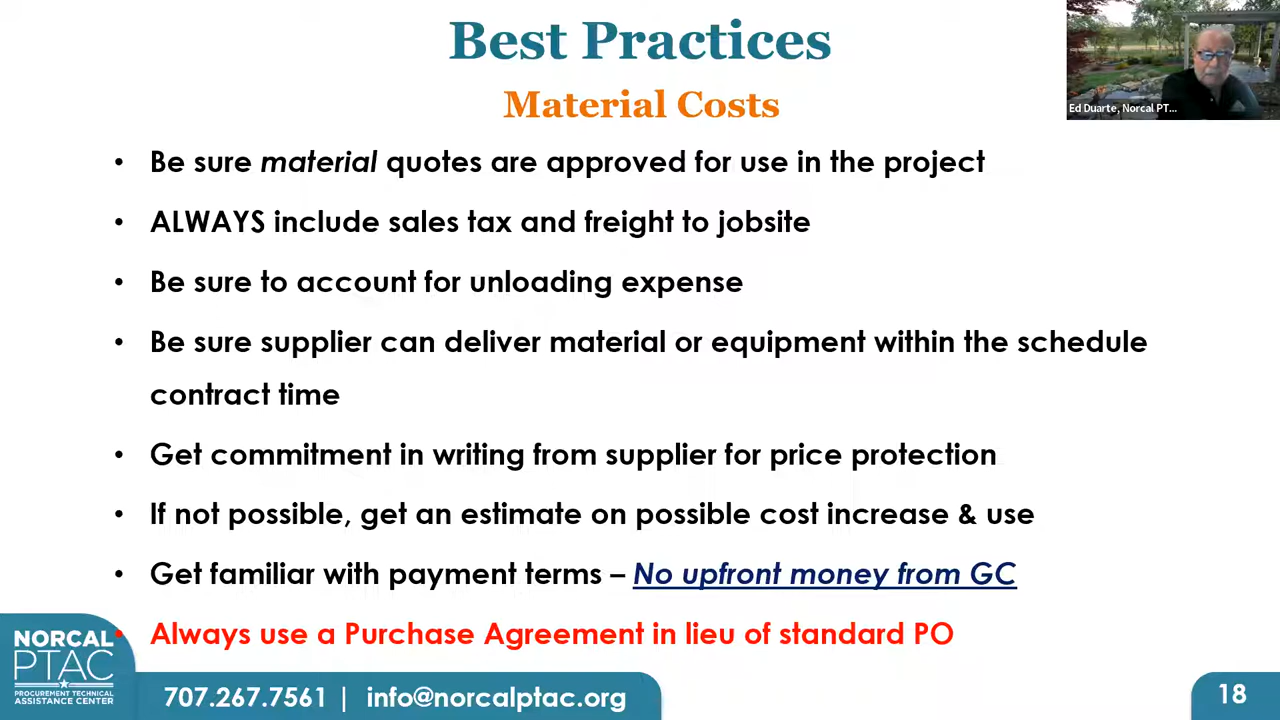 Best Practices
Material Costs
Ed Duarte, Norcal PT...
• Be sure material quotes are approved for use in the project
• ALWAYS include sales tax and freight to jobsite
• Be sure to account for unloading expense
• Be sure supplier can deliver material or equipment within the schedule
contract time
• Get commitment in writing from supplier for price protection
• If not possible, get an estimate on possible cost increase & use
• Get familiar with payment terms – No upfront money from GC
• Always use a Purchase Agreement in lieu of standard PO
NORCAL
PTAC
PROCUREMENT TECHNICAL
ASSISTANCE CENTER
707.267.7561 | info@norcalptac.org
18